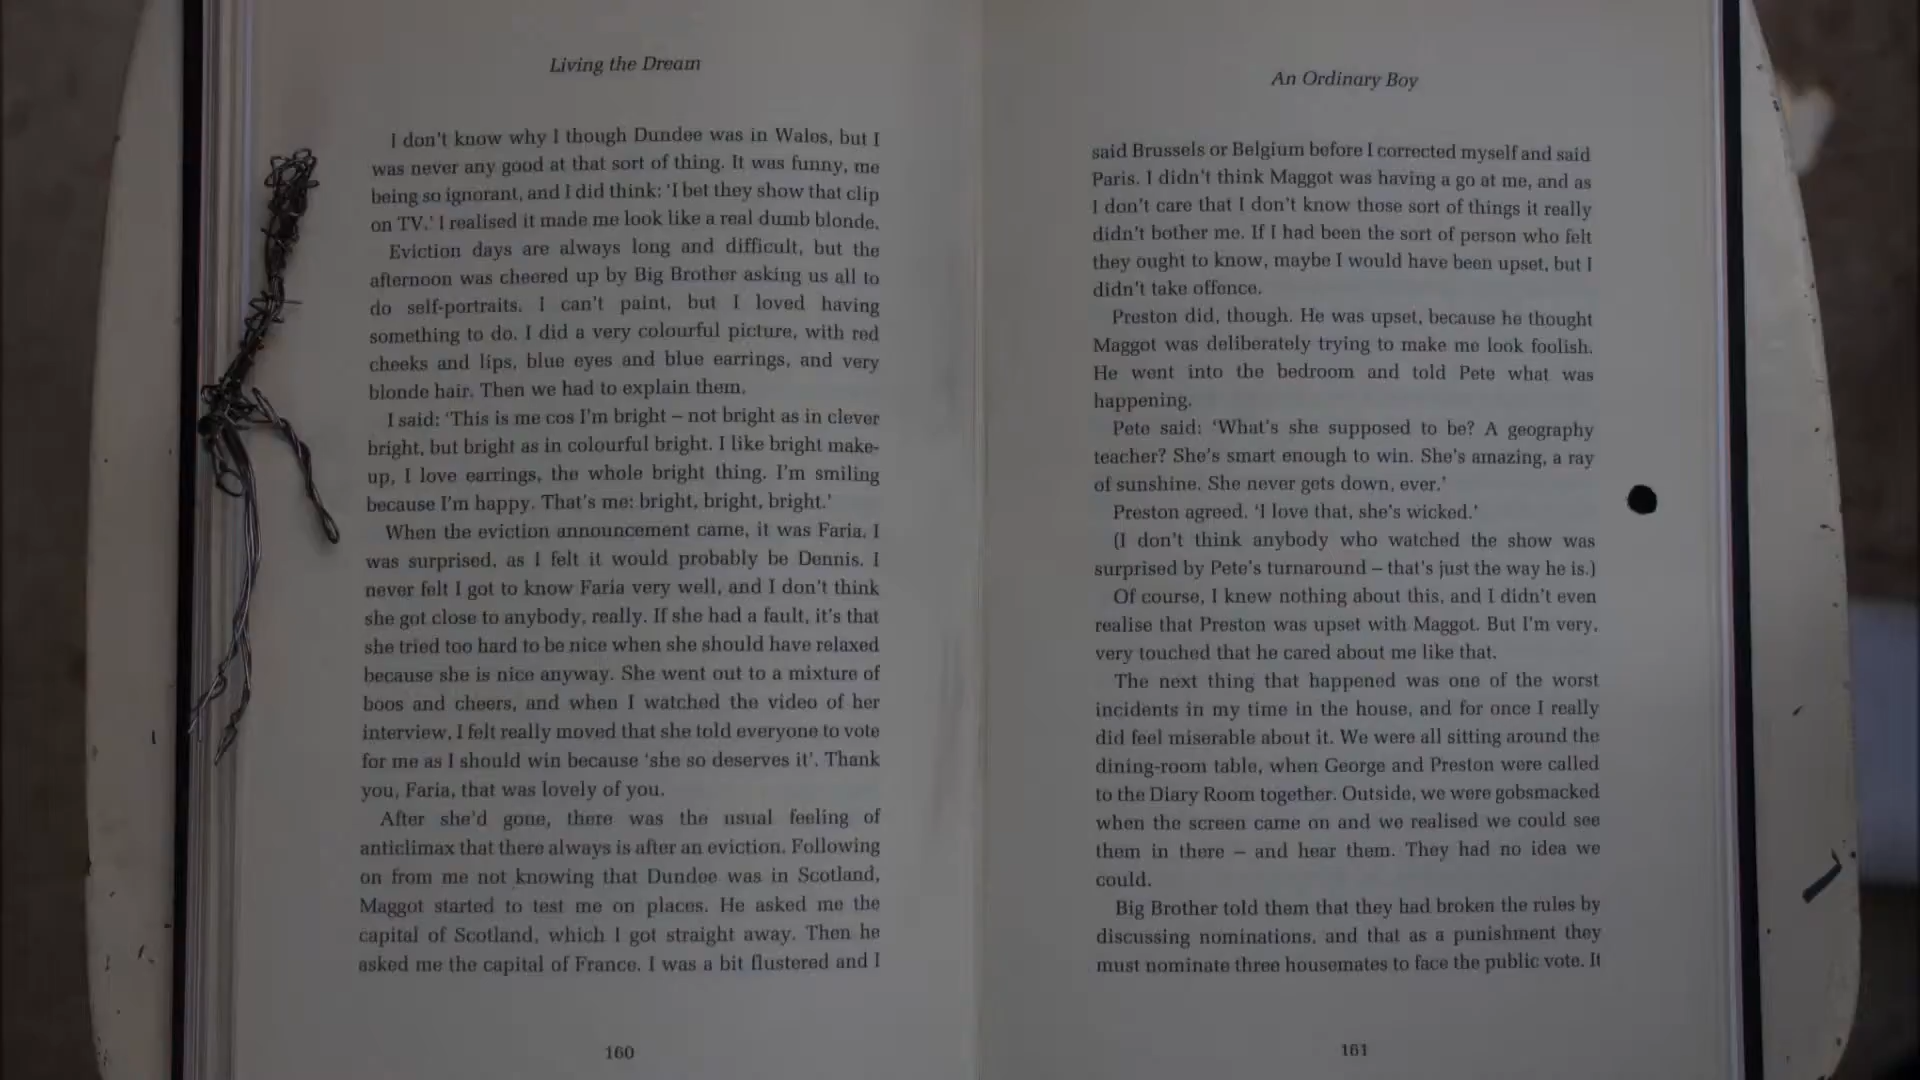 Living the Dream
I don't know why I though Dundee was in Wales, but I
was never any good at that sort of thing. It was funny, me
being so ignorant, and I did think: 'I bet they show that clip
on TV.' I realised it made me look like a real dumb blonde.
Eviction days are always long and difficult, but the
afternoon was cheered up by Big Brother asking us all to
do self-portraits. I can't paint, but I loved having
something to do. I did a very colourful picture, with red
cheeks and lips, blue eyes and blue earrings, and very
blonde hair. Then we had to explain them.
I said: 'This is me cos I'm bright – not bright as in clever
bright, but bright as in colourful bright. I like bright make-
up, I love earrings, the whole bright thing. I'm smiling
because I'm happy. That's me: bright, bright, bright.'
When the eviction announcement came, it was Faria. I
was surprised, as I felt it would probably be Dennis. I
never felt I got to know Faria very well, and I don't think
she got close to anybody, really. If she had a fault, it's that
she tried too hard to be nice when she should have relaxed
because she is nice anyway. She went out to a mixture of
boos and cheers, and when I watched the video of her
interview, I felt really moved that she told everyone to vote
for me as I should win because 'she so deserves it'. Thank
you, Faria, that was lovely of you.
After she'd gone, there was the usual feeling of
anticlimax that there always is after an eviction. Following
on from me not knowing that Dundee was in Scotland,
Maggot started to test me on places. He asked me the
capital of Scotland, which I got straight away. Then he
asked me the capital of France. I was a bit flustered and I
160
An Ordinary Boy
said Brussels or Belgium before I corrected myself and said
Paris. I didn't think Maggot was having a go at me, and as
I don't care that I don't know those sort of things it really
didn't bother me. If I had been the sort of person who felt
they ought to know, maybe I would have been upset, but I
didn't take offence.
Preston did, though. He was upset, because he thought
Maggot was deliberately trying to make me look foolish.
He went into the bedroom and told Pete what was
happening.
Pete said: 'What's she supposed to be? A geography
teacher? She's smart enough to win. She's amazing, a ray
of sunshine. She never gets down, ever.'
Preston agreed. 'I love that, she's wicked.'
(I don't think anybody who watched the show was
surprised by Pete's turnaround – that's just the way he is.)
Of course, I knew nothing about this, and I didn't even
realise that Preston was upset with Maggot. But I'm very,
very touched that he cared about me like that.
The next thing that happened was one of the worst
incidents in my time in the house, and for once I really
did feel miserable about it. We were all sitting around the
dining-room table, when George and Preston were called
to the Diary Room together. Outside, we were gobsmacked
when the screen came on and we realised we could see
them in there – and hear them. They had no idea we
could.
Big Brother told them that they had broken the rules by
discussing nominations, and that as a punishment they
must nominate three housemates to face the public vote. It
161